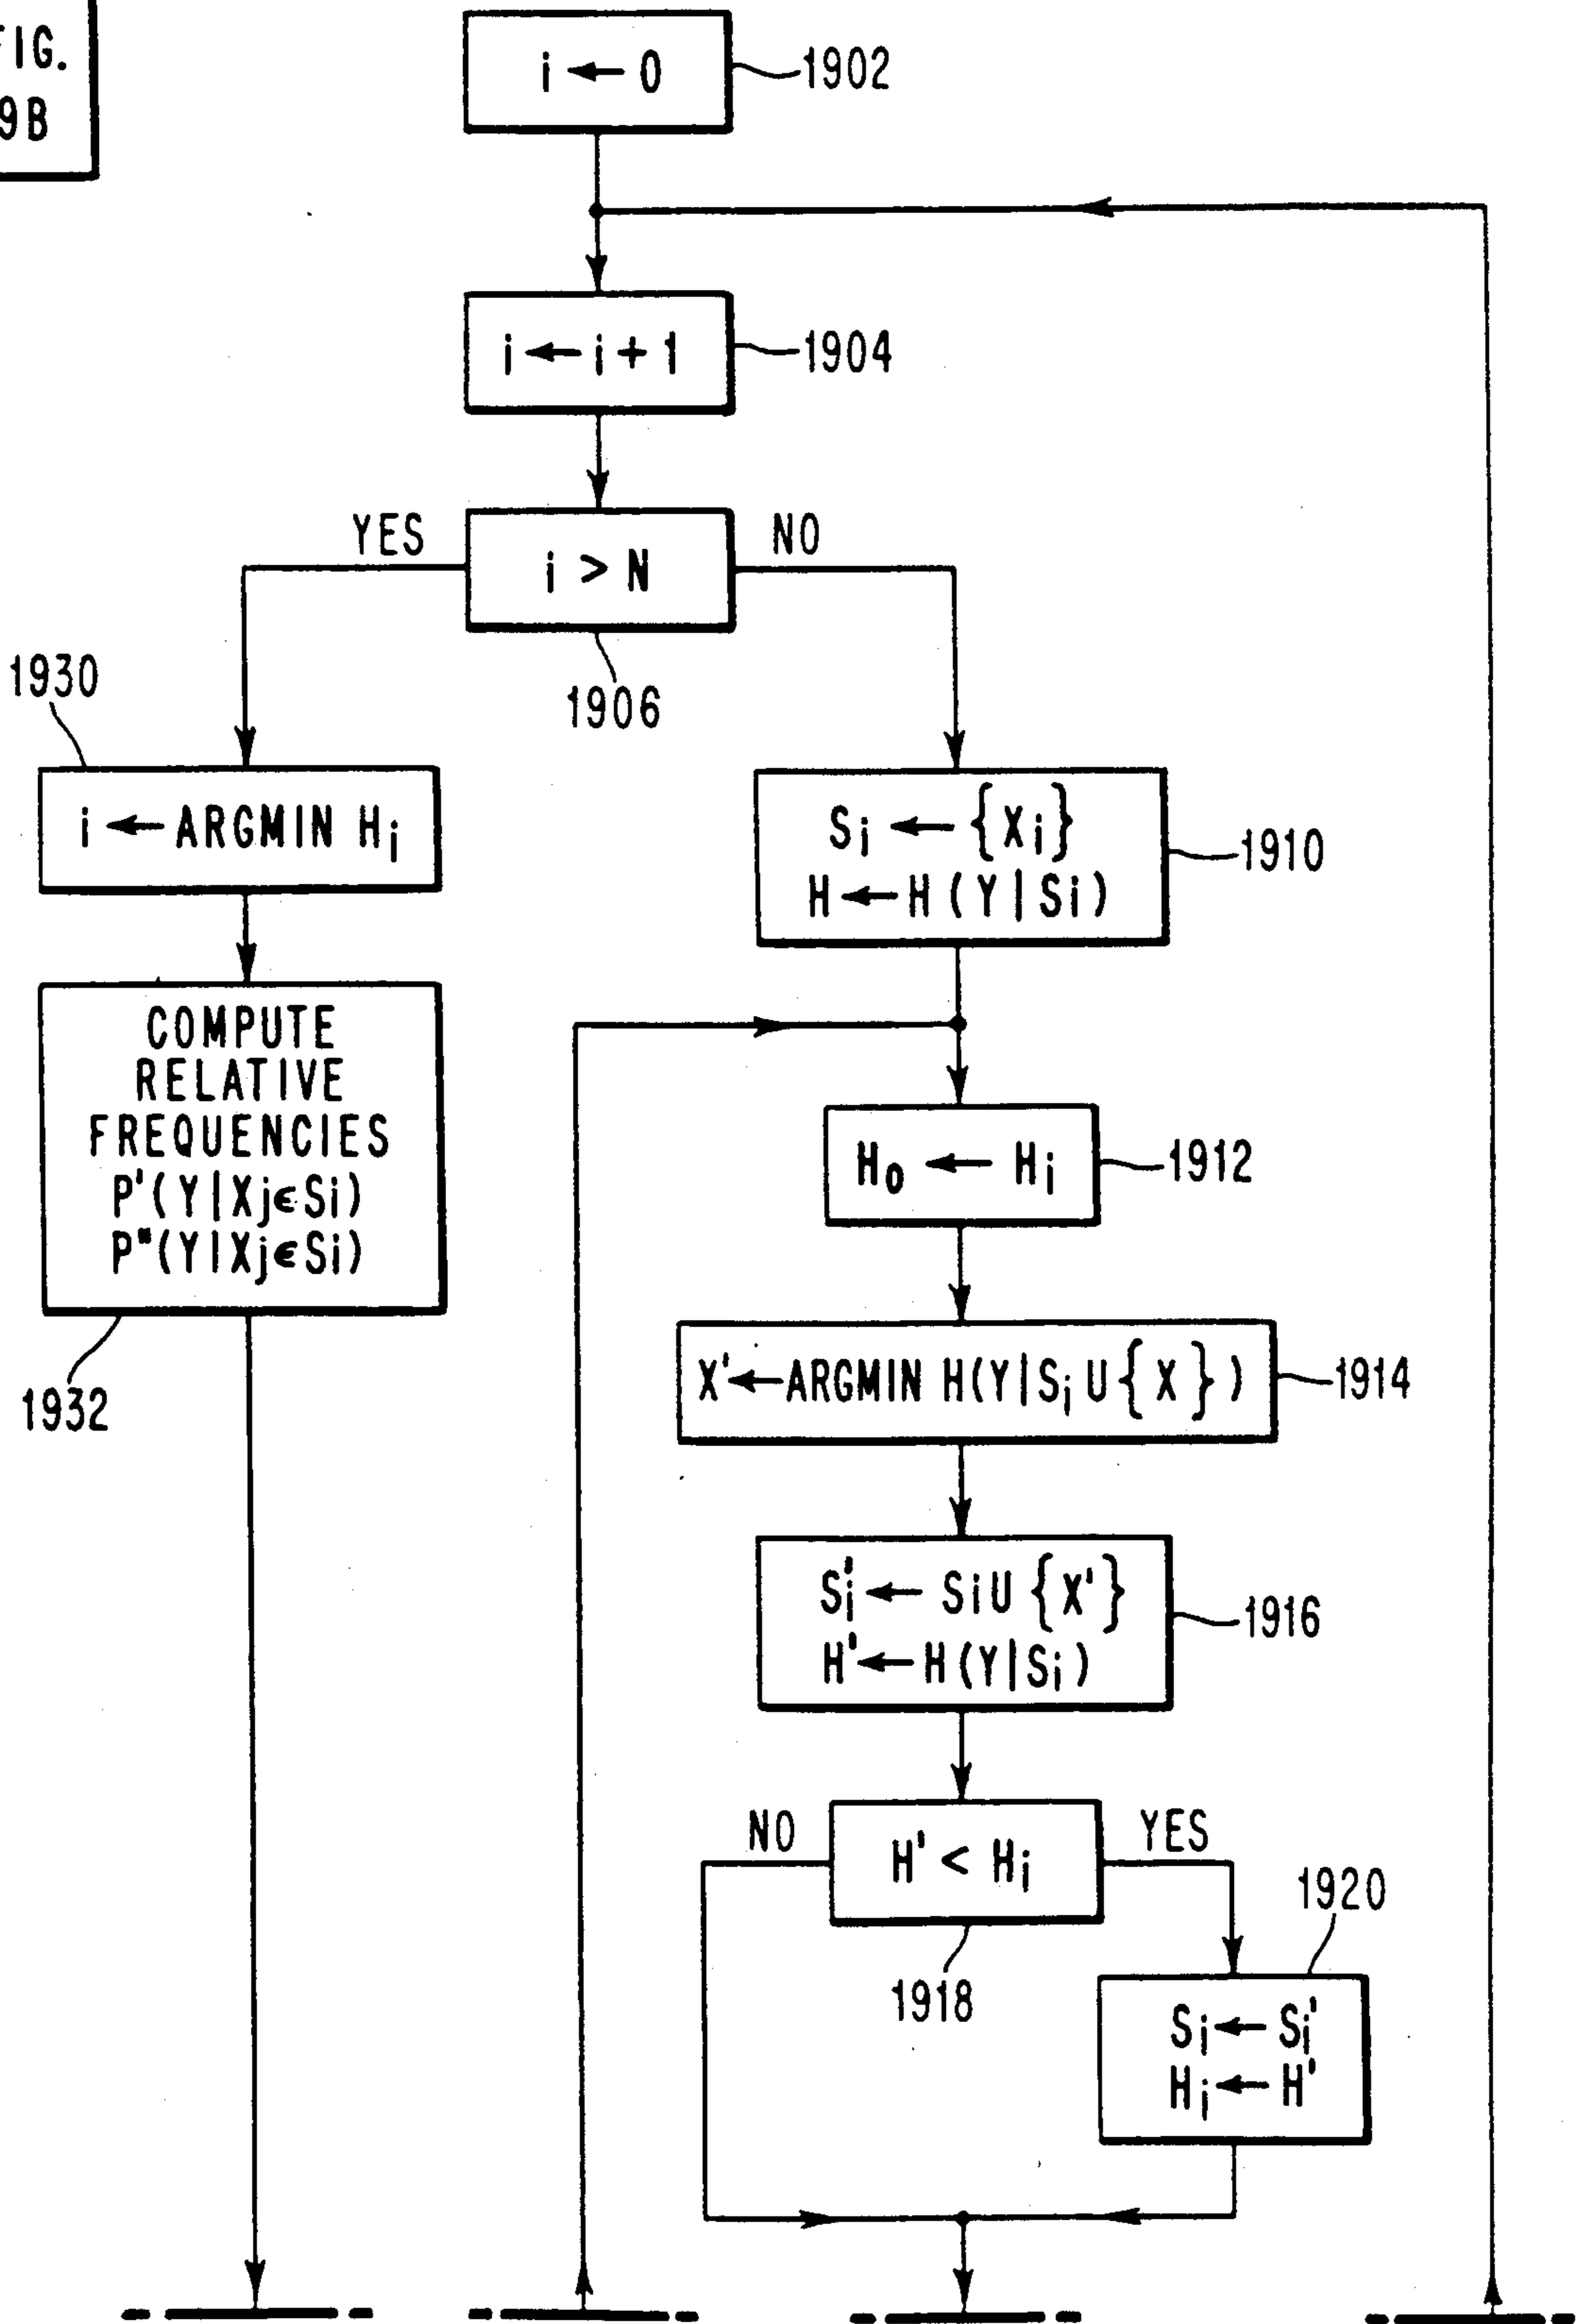 FIG.
9B
i ← 0
1902
i ← i + 1
1904
YES
NO
i > N
1906
1930
i ← ARGMIN Hi
Si ← {Xi}
H ← H (Y | Si)
1910
COMPUTE
RELATIVE
FREQUENCIES
P'(Y|Xj∈Si)
P"(Y|Xj∈Si)
1932
H0 ← Hi
1912
X' ← ARGMIN H(Y|Si U { X } )
1914
Si' ← Si U {X'}
H' ← H (Y|Si)
1916
NO
YES
H' < Hi
1918
1920
Si ← Si'
Hi ← H'